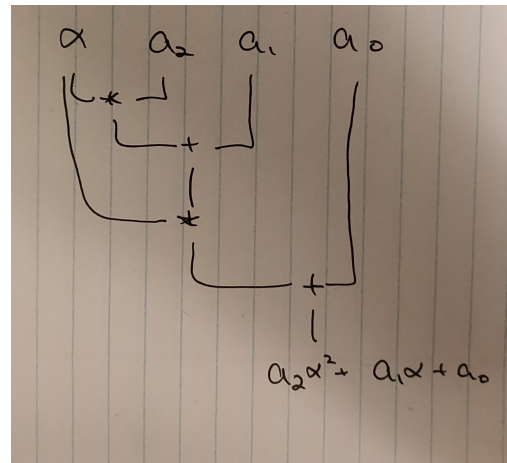 α a₂ a₁ a₀
*
+
*
+
a₂α² + a₁α + a₀